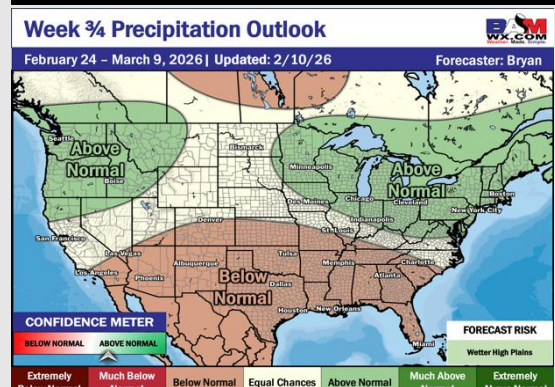 Week ¾ Precipitation Outlook
BAM
WX.COM
Weather Made Simple.
February 24 – March 9, 2026 | Updated: 2/10/26
Forecaster: Bryan
Seattle
Above
Normal
Boise
Bismarck
Minneapolis
Above
Normal
Boston
Chicago
Cleveland
New York City
Des Moines
Indianapolis
Denver
St. Louis
San Francisco
Las Vegas
Los Angeles
Phoenix
Albuquerque
Tulsa
Memphis
Charlotte
Atlanta
Below
Normal
Dallas
Houston
New Orleans
Miami
CONFIDENCE METER
BELOW NORMAL
ABOVE NORMAL
FORECAST RISK
Wetter High Plains
Extremely
Much Below
Below Normal
Equal Chances
Above Normal
Much Above
Extremely